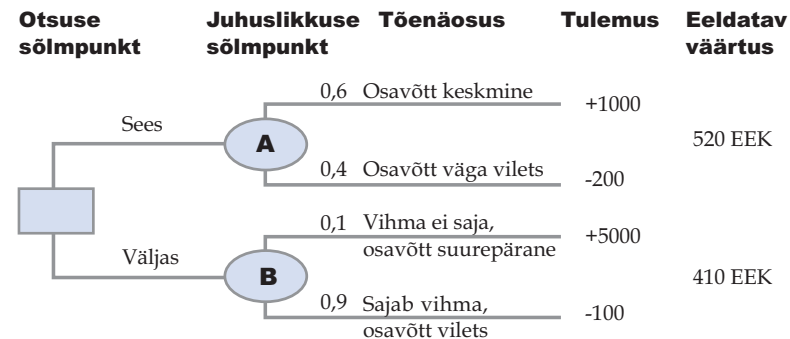 Otsuse Juhuslikkuse Tõenäosus Tulemus Eeldatav
sõlmpunkt sõlmpunkt väärtus
0,6 Osavõtt keskmine +1000
Sees
A 520 EEK
0,4 Osavõtt väga vilets -200
0,1 Vihma ei saja, +5000
osavõtt suurepärane
Väljas
B 410 EEK
0,9 Sajab vihma, -100
osavõtt vilets